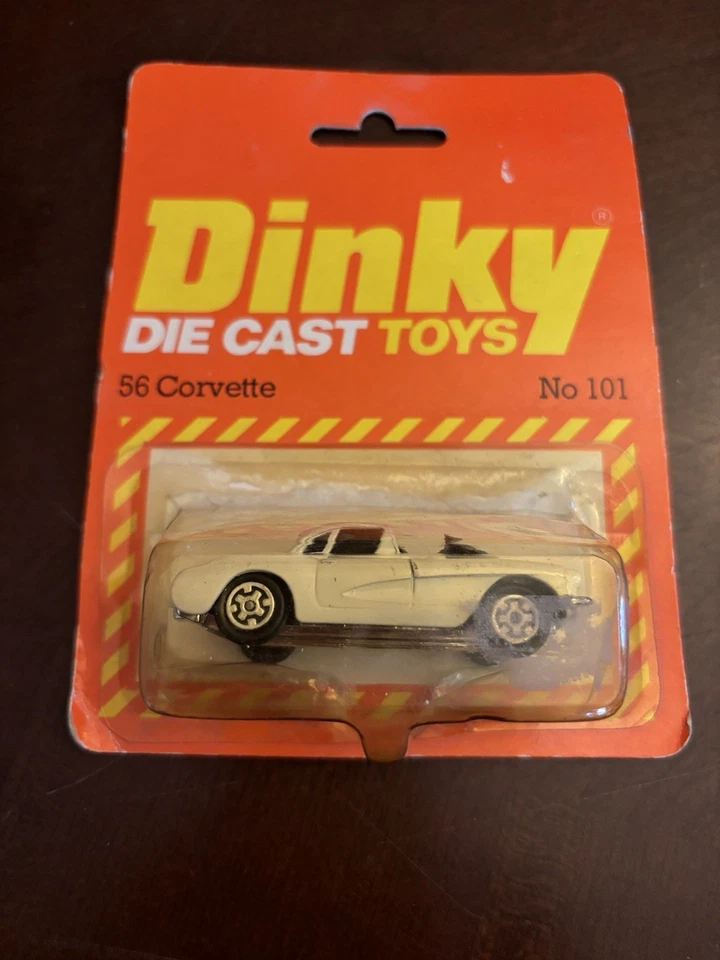 Dinky ®
DIE CAST TOYS
56 Corvette No 101